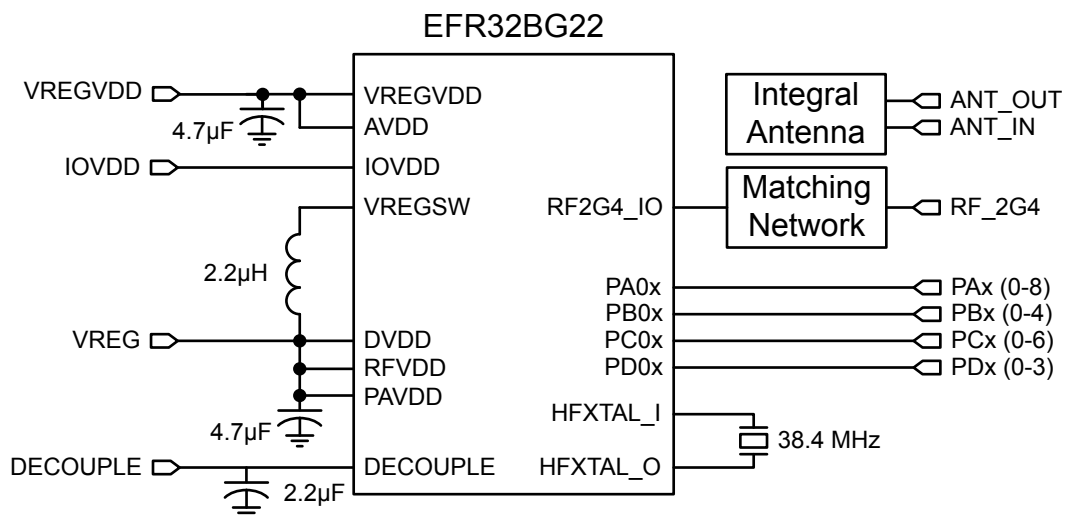 EFR32BG22
VREGVDD
4.7µF
IOVDD
2.2µH
VREG
4.7µF
DECOUPLE
2.2µF
VREGVDD
AVDD
IOVDD
VREGSW
DVDD
RFVDD
PAVDD
DECOUPLE
RF2G4_IO
PA0x
PB0x
PC0x
PD0x
HFXTAL_I
HFXTAL_O
Integral
Antenna
Matching
Network
38.4 MHz
ANT_OUT
ANT_IN
RF_2G4
PAx (0-8)
PBx (0-4)
PCx (0-6)
PDx (0-3)